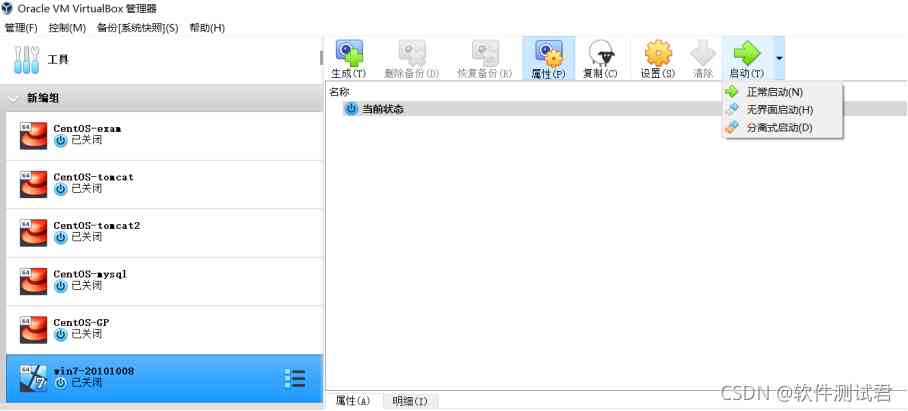 Oracle VM VirtualBox 管理器
管理(F) 控制(M) 备份[系统快照](S) 帮助(H)
工具
生成(T) 删除备份(D) 恢复备份(R) 属性(P) 复制(C) 设置(S) 清除 启动(T)
新编组
名称
当前状态
正常启动(N)
无界面启动(H)
分离式启动(D)
64
CentOS-exam
已关闭
64
CentOS-tomcat
已关闭
64
CentOS-tomcat2
已关闭
64
CentOS-mysql
已关闭
64
CentOS-GP
已关闭
64
7
win7-20101008
已关闭
属性(A) 明细(I)
CSDN @软件测试君